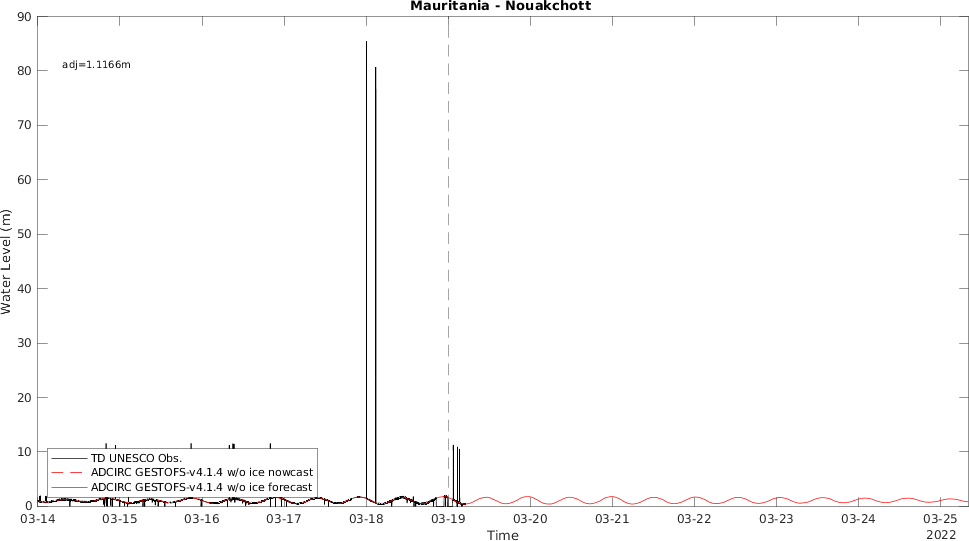 Mauritania - Nouakchott
90
80
70
60
50
40
30
20
10
0
Water Level (m)
adj=1.1166m
TD UNESCO Obs.
ADCIRC GESTOFS-v4.1.4 w/o ice nowcast
ADCIRC GESTOFS-v4.1.4 w/o ice forecast
03-14 03-15 03-16 03-17 03-18 03-19 03-20 03-21 03-22 03-23 03-24 03-25
2022
Time